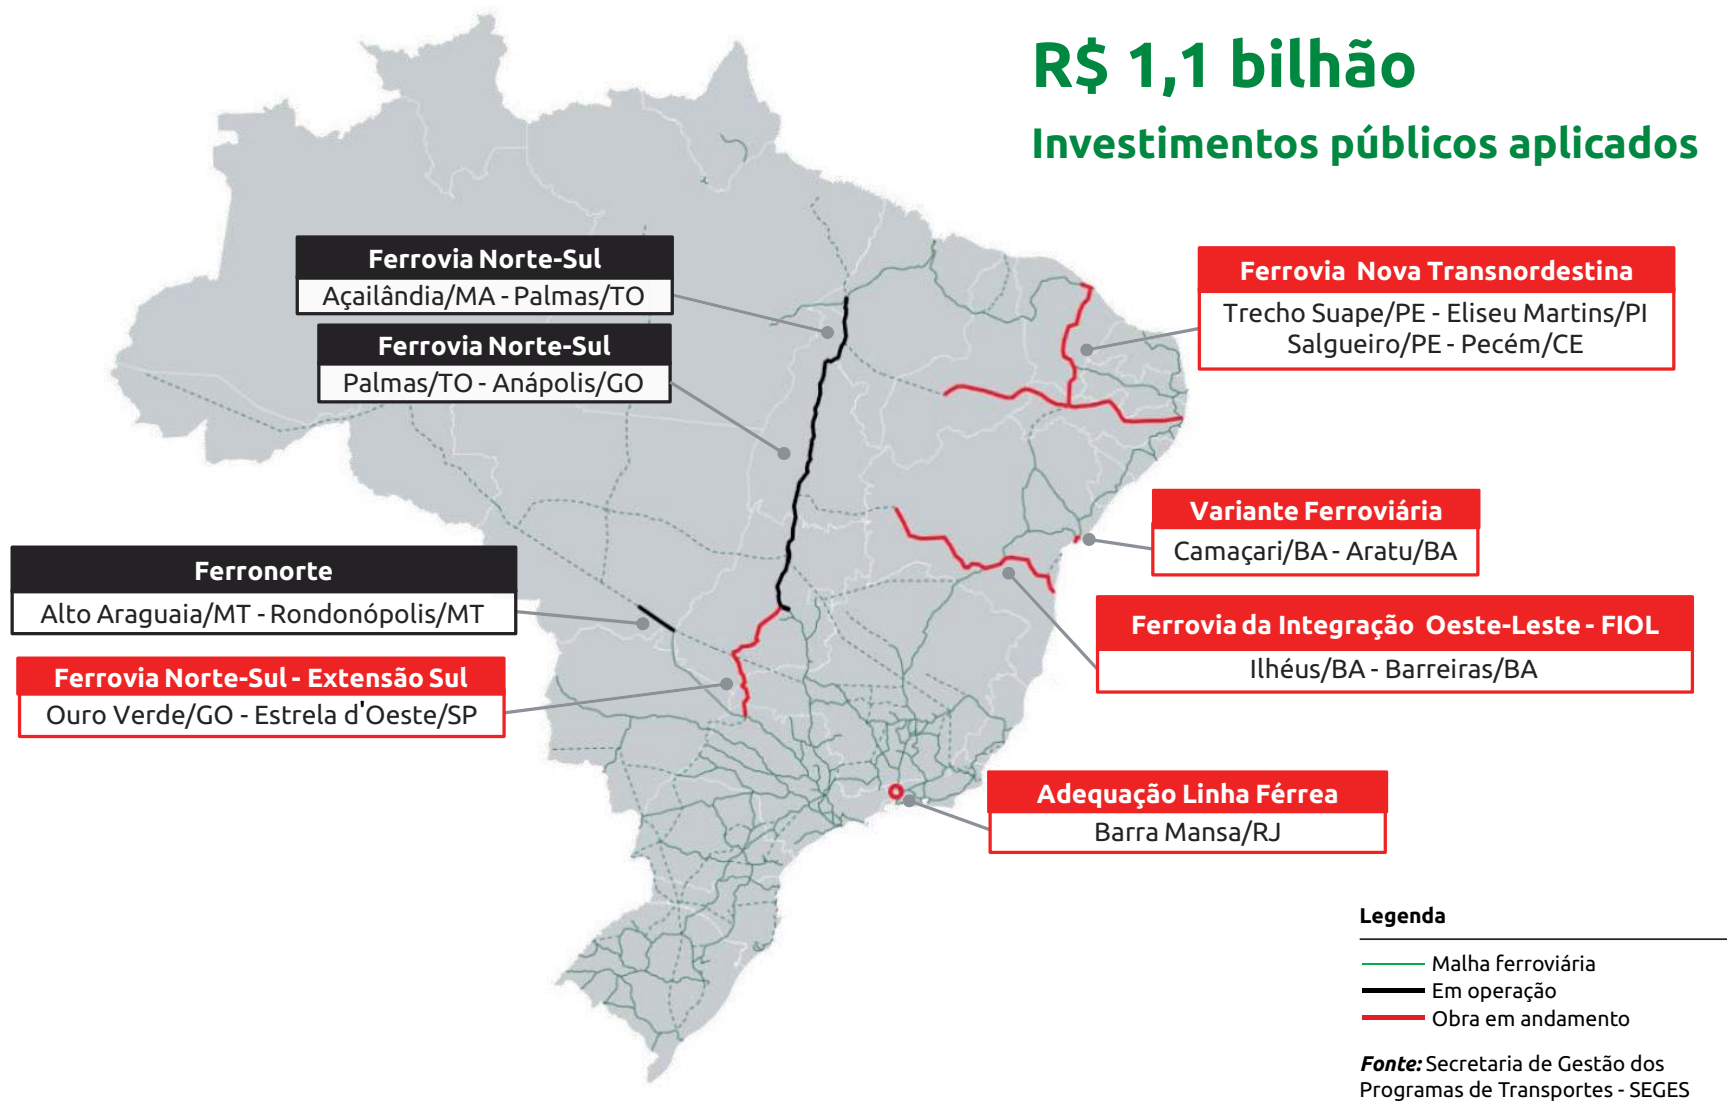 R$ 1,1 bilhão
Investimentos públicos aplicados
Ferrovia Norte-Sul
Açailândia/MA - Palmas/TO
Ferrovia Norte-Sul
Palmas/TO - Anápolis/GO
Ferronorte
Alto Araguaia/MT - Rondonópolis/MT
Ferrovia Norte-Sul - Extensão Sul
Ouro Verde/GO - Estrela d'Oeste/SP
Ferrovia Nova Transnordestina
Trecho Suape/PE - Eliseu Martins/PI
Salgueiro/PE - Pecém/CE
Variante Ferroviária
Camaçari/BA - Aratu/BA
Ferrovia da Integração Oeste-Leste - FIOL
Ilhéus/BA - Barreiras/BA
Adequação Linha Férrea
Barra Mansa/RJ
Legenda
Malha ferroviária
Em operação
Obra em andamento
Fonte: Secretaria de Gestão dos
Programas de Transportes - SEGES